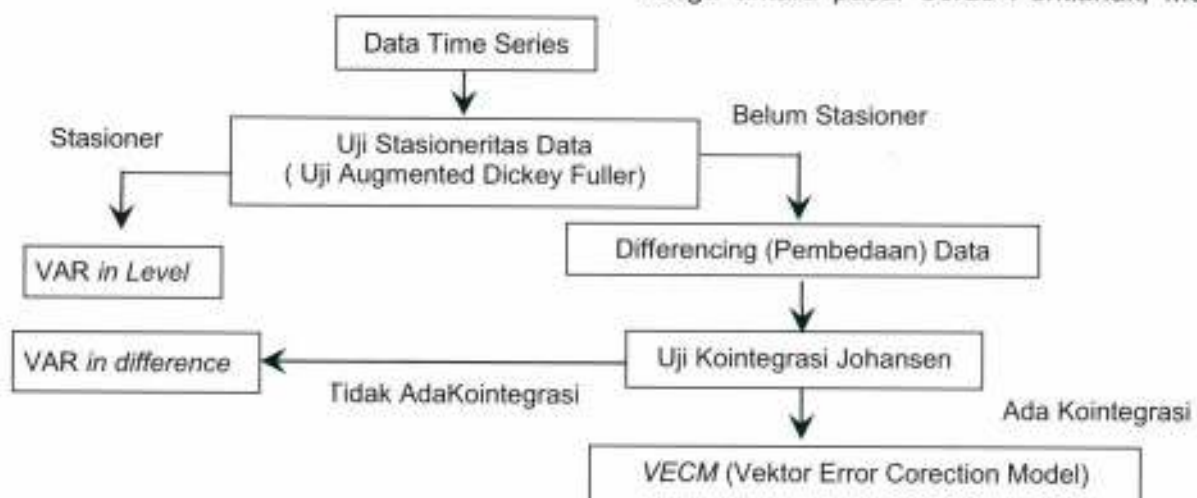 Data Time Series
Stasioner
Belum Stasioner
Uji Stasioneritas Data
( Uji Augmented Dickey Fuller)
Differencing (Pembedaan) Data
VAR in Level
VAR in difference
Uji Kointegrasi Johansen
Tidak AdaKointegrasi
Ada Kointegrasi
VECM (Vektor Error Corection Model)